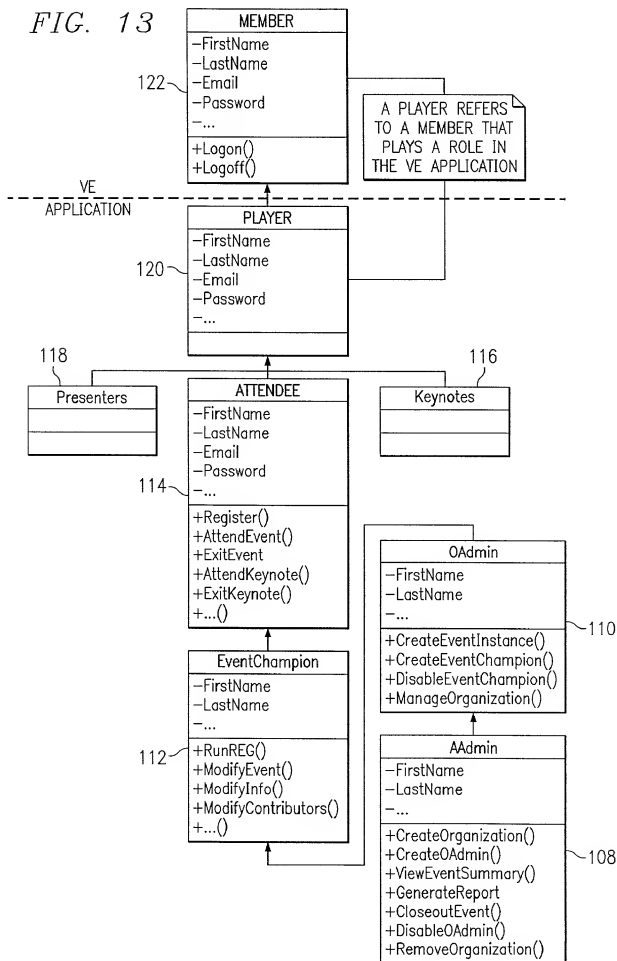 FIG. 13
MEMBER
-FirstName
-LastName
-Email
-Password
-...
+Logon()
+Logoff()
122
A PLAYER REFERS
TO A MEMBER THAT
PLAYS A ROLE IN
THE VE APPLICATION
VE
APPLICATION
PLAYER
-FirstName
-LastName
-Email
-Password
-...
120
118
Presenters
116
Keynotes
ATTENDEE
-FirstName
-LastName
-Email
-Password
-...
+Register()
+AttendEvent()
+ExitEvent
+AttendKeynote()
+ExitKeynote()
+...()
114
OAdmin
-FirstName
-LastName
-...
+CreateEventInstance()
+CreateEventChampion()
+DisableEventChampion()
+ManageOrganization()
110
EventChampion
-FirstName
-LastName
-...
+RunREG()
+ModifyEvent()
+ModifyInfo()
+ModifyContributors()
+...()
112
AAdmin
-FirstName
-LastName
-...
+CreateOrganization()
+CreateOAdmin()
+ViewEventSummary()
+GenerateReport
+CloseoutEvent()
+DisableOAdmin()
+RemoveOrganization()
108